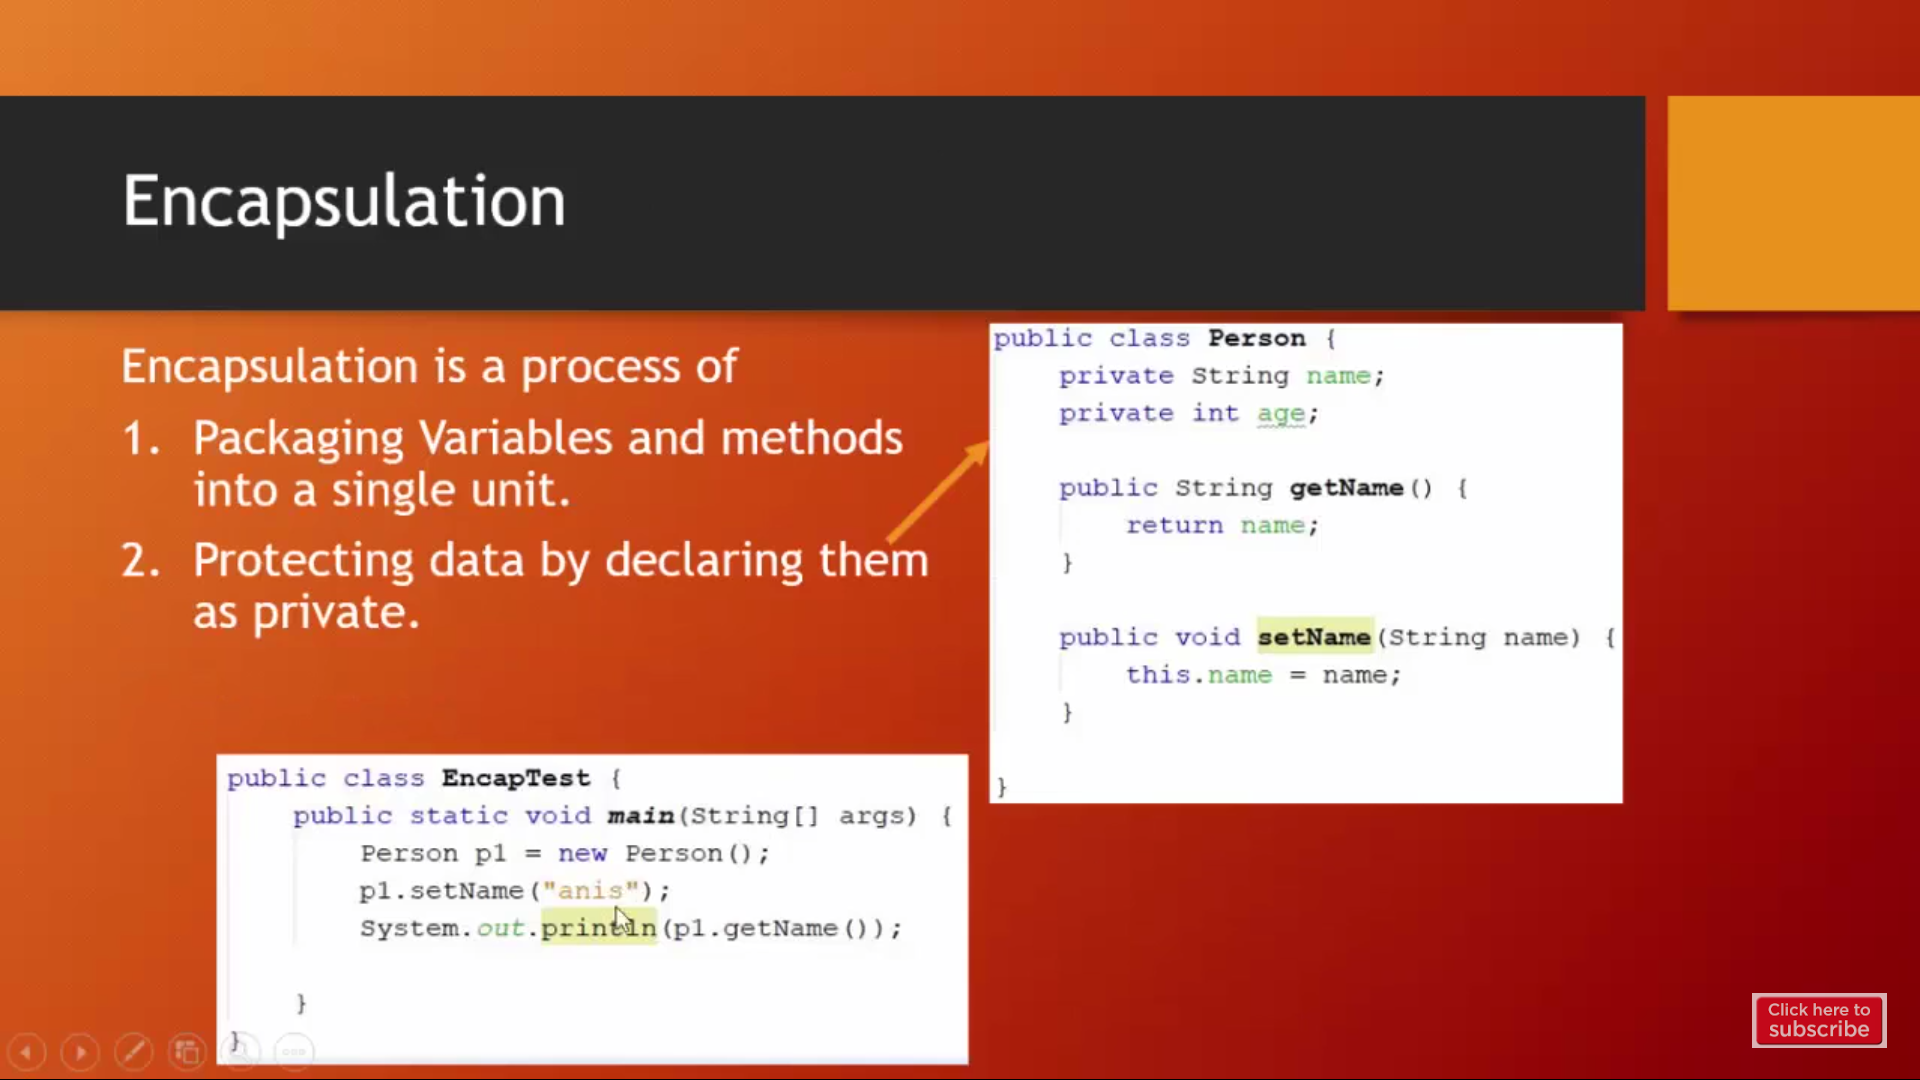 Encapsulation
Encapsulation is a process of
1. Packaging Variables and methods
into a single unit.
2. Protecting data by declaring them
as private.
public class Person {
private String name;
private int age;
public String getName() {
return name;
}
public void setName(String name) {
this.name = name;
}
}
public class EncapTest {
public static void main(String[] args) {
Person p1 = new Person();
p1.setName("anis");
System.out.println(p1.getName());
}
}
Click here to
subscribe